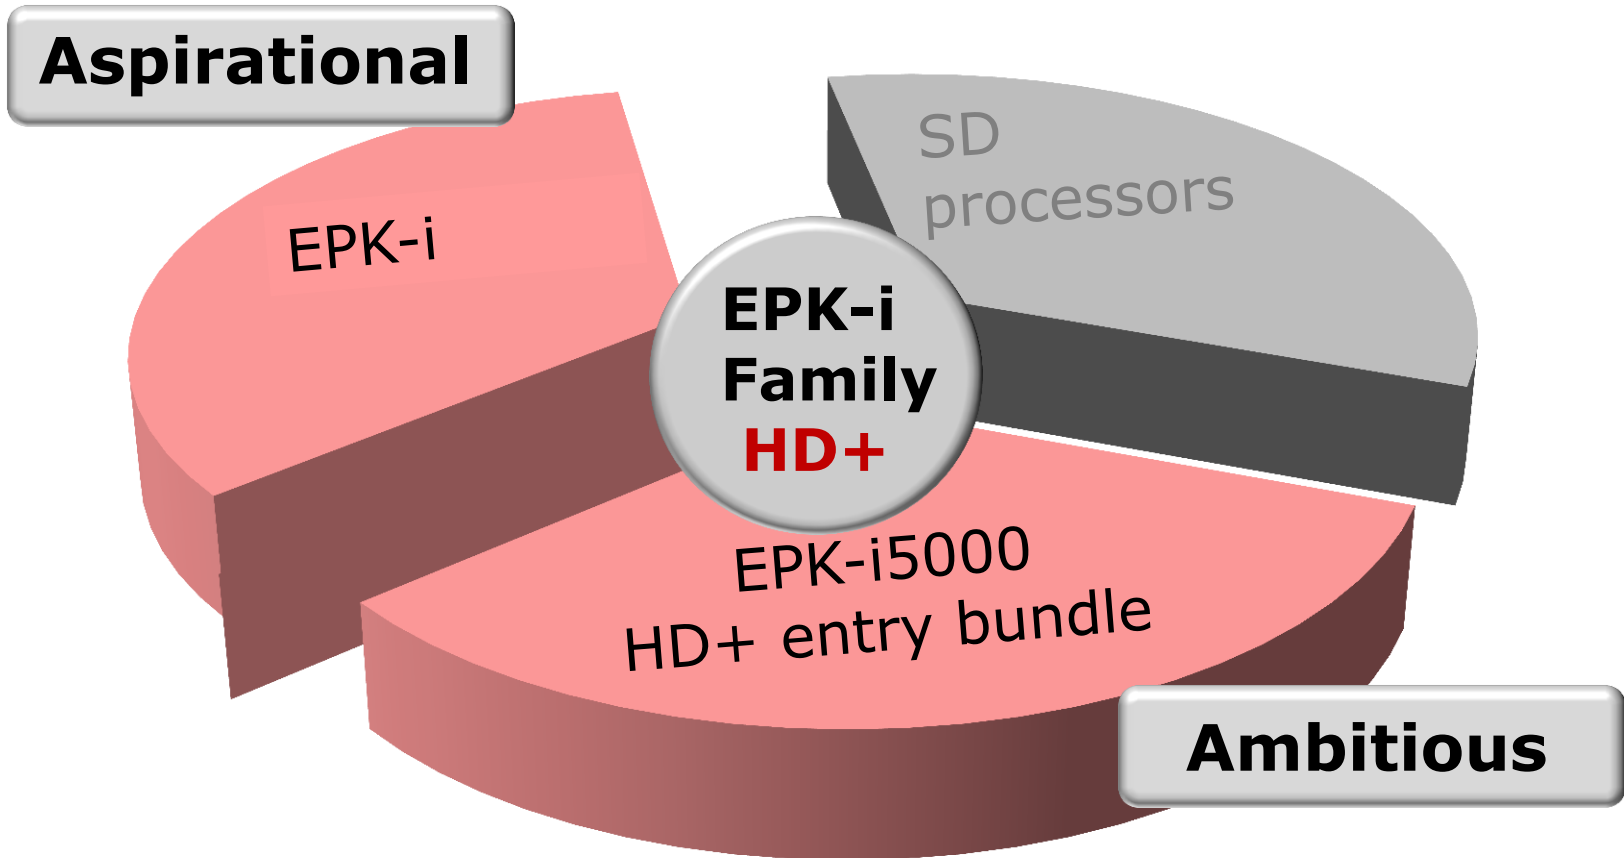 Aspirational
SD
processors
EPK-i
EPK-i
Family
HD+
EPK-i5000
HD+ entry bundle
Ambitious